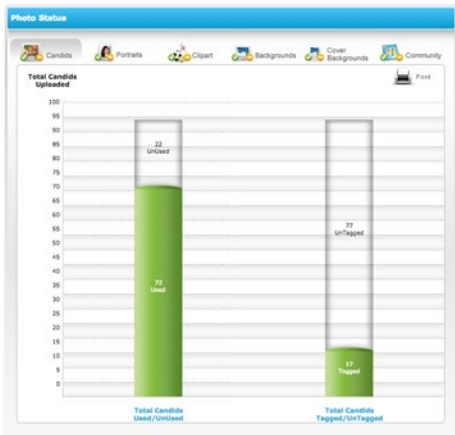 Photo Status
Candids
Portraits
Clipart
Backgrounds
Cover
Backgrounds
Community
Total Candids
Uploaded
Print
100
95
90
85
80
75
70
65
60
55
50
45
40
35
30
25
20
15
10
5
0
22
UnUsed
72
Used
77
UnTagged
17
Tagged
Total Candids
Used/UnUsed
Total Candids
Tagged/UnTagged